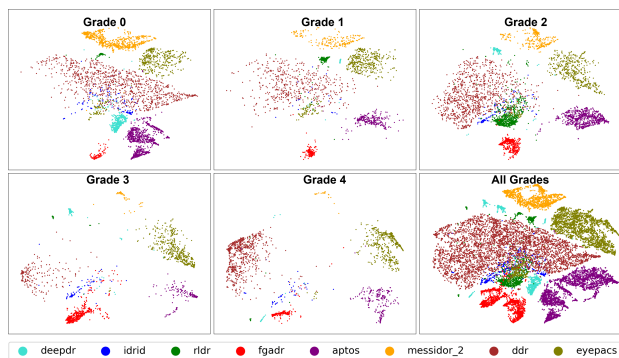 Grade 0
Grade 1
Grade 2
Grade 3
Grade 4
All Grades
deepdr idrid rldr fgadr aptos messidor_2 ddr eyepacs